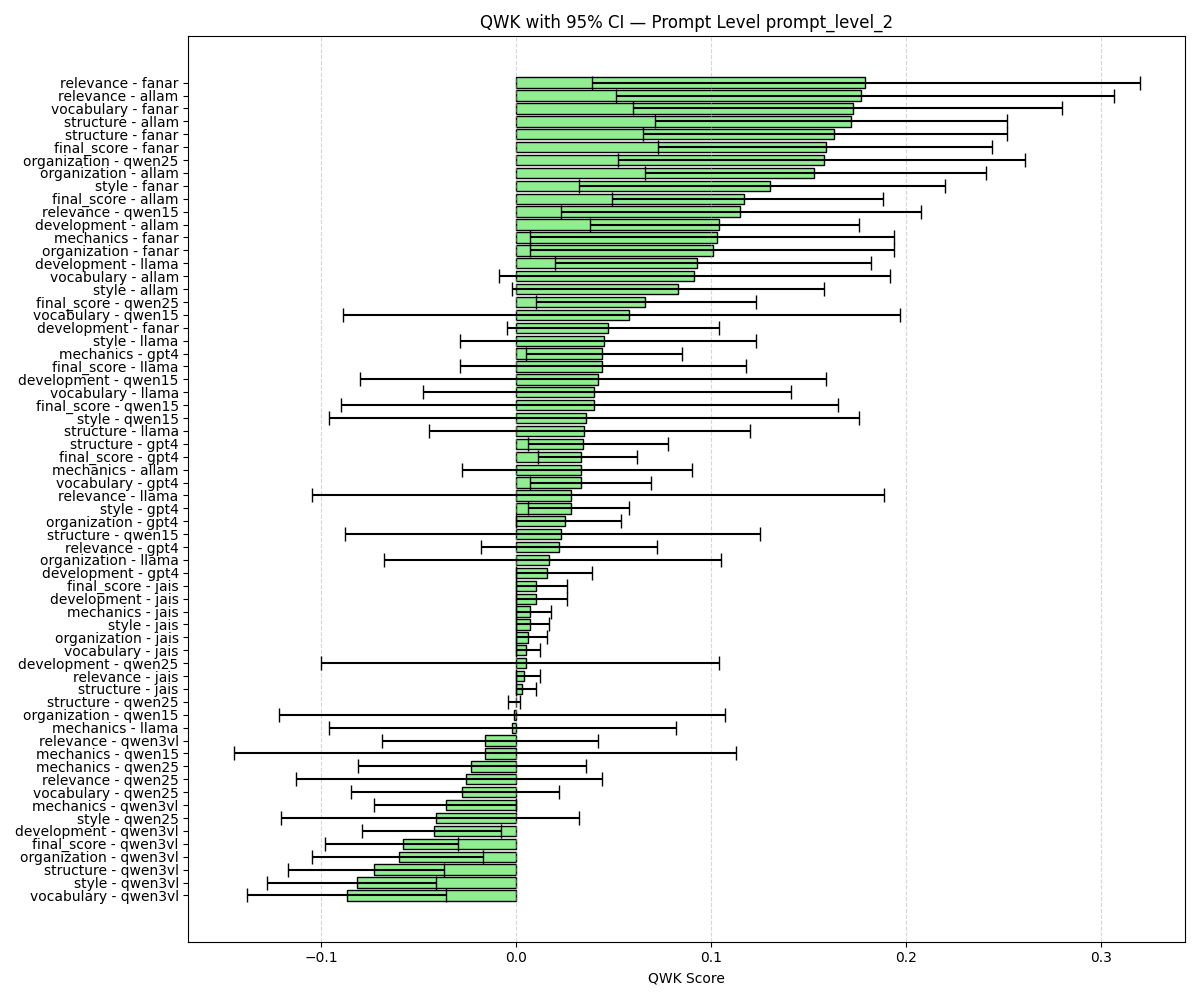 QWK with 95% CI — Prompt Level prompt_level_2
relevance - fanar
relevance - allam
vocabulary - fanar
structure - allam
structure - fanar
final_score - fanar
organization - qwen25
organization - allam
style - fanar
final_score - allam
relevance - qwen15
development - allam
mechanics - fanar
organization - fanar
development - llama
vocabulary - allam
style - allam
final_score - qwen25
vocabulary - qwen15
development - fanar
style - llama
mechanics - gpt4
final_score - llama
development - qwen15
vocabulary - llama
final_score - qwen15
style - qwen15
structure - llama
structure - gpt4
final_score - gpt4
mechanics - allam
vocabulary - gpt4
relevance - llama
style - gpt4
organization - gpt4
structure - qwen15
relevance - gpt4
organization - llama
development - gpt4
final_score - jais
development - jais
mechanics - jais
style - jais
organization - jais
vocabulary - jais
development - qwen25
relevance - jais
structure - jais
structure - qwen25
organization - qwen15
mechanics - llama
relevance - qwen3vl
mechanics - qwen15
mechanics - qwen25
relevance - qwen25
vocabulary - qwen25
mechanics - qwen3vl
style - qwen25
development - qwen3vl
final_score - qwen3vl
organization - qwen3vl
structure - qwen3vl
style - qwen3vl
vocabulary - qwen3vl
−0.1 0.0 0.1 0.2 0.3
QWK Score